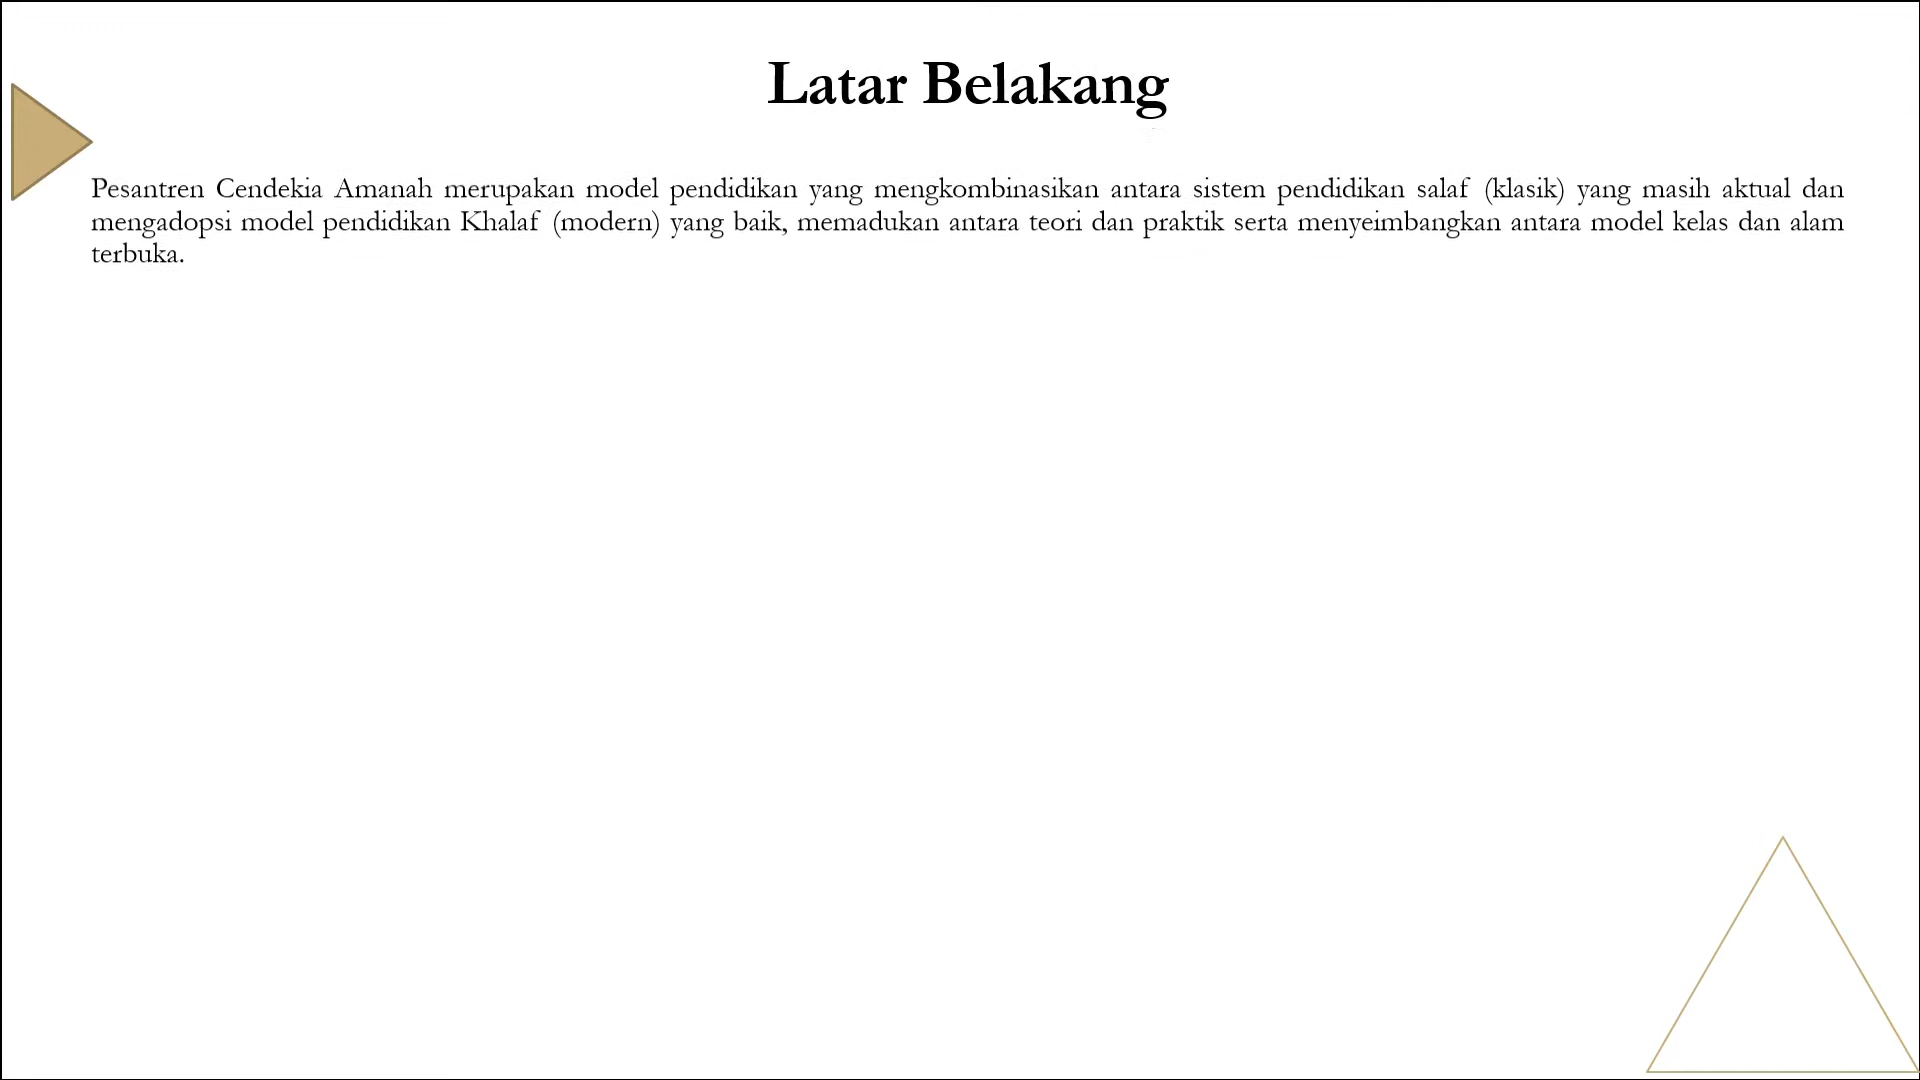 Latar Belakang
Pesantren Cendekia Amanah merupakan model pendidikan yang mengkombinasikan antara sistem pendidikan salaf (klasik) yang masih aktual dan
mengadopsi model pendidikan Khalaf (modern) yang baik, memadukan antara teori dan praktik serta menyeimbangkan antara model kelas dan alam
terbuka.